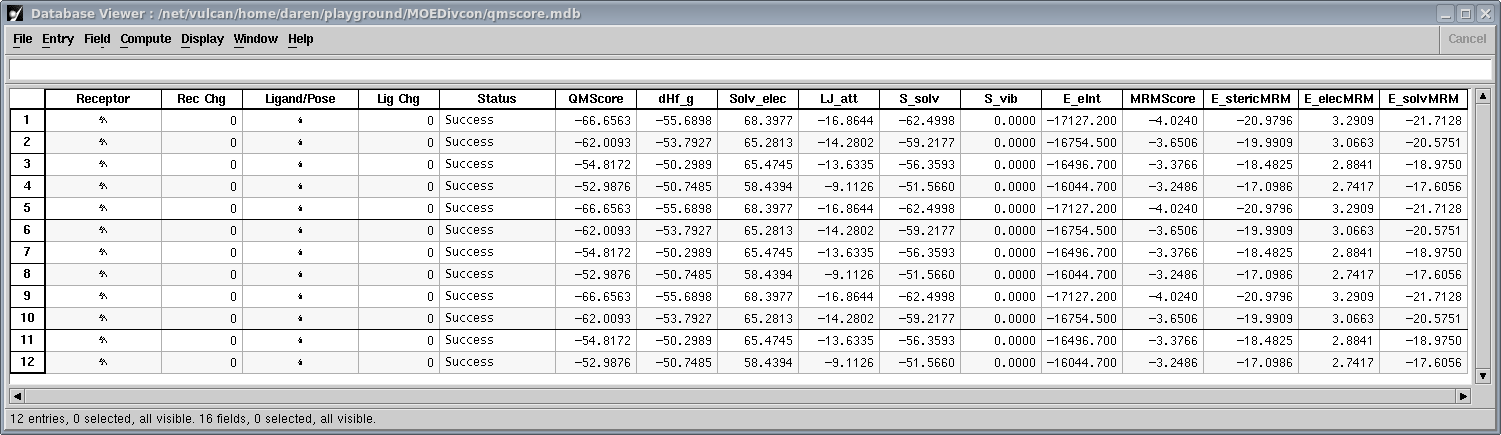 Database Viewer : /net/vulcan/home/daren/playground/MOEDivcon/qmscore.mdb
File Entry Field Compute Display Window Help Cancel
Receptor Rec Chg Ligand/Pose Lig Chg Status QMScore dHf_g Solv_elec LJ_att S_solv S_vib E_eInt MRMScore E_stericMRM E_elecMRM E_solvMRM
1 0 0 Success −66.6563 −55.6898 68.3977 −16.8644 −62.4998 0.0000 −17127.200 −4.0240 −20.9796 3.2909 −21.7128
2 0 0 Success −62.0093 −53.7927 65.2813 −14.2802 −59.2177 0.0000 −16754.500 −3.6506 −19.9909 3.0663 −20.5751
3 0 0 Success −54.8172 −50.2989 65.4745 −13.6335 −56.3593 0.0000 −16496.700 −3.3766 −18.4825 2.8841 −18.9750
4 0 0 Success −52.9876 −50.7485 58.4394 −9.1126 −51.5660 0.0000 −16044.700 −3.2486 −17.0986 2.7417 −17.6056
5 0 0 Success −66.6563 −55.6898 68.3977 −16.8644 −62.4998 0.0000 −17127.200 −4.0240 −20.9796 3.2909 −21.7128
6 0 0 Success −62.0093 −53.7927 65.2813 −14.2802 −59.2177 0.0000 −16754.500 −3.6506 −19.9909 3.0663 −20.5751
7 0 0 Success −54.8172 −50.2989 65.4745 −13.6335 −56.3593 0.0000 −16496.700 −3.3766 −18.4825 2.8841 −18.9750
8 0 0 Success −52.9876 −50.7485 58.4394 −9.1126 −51.5660 0.0000 −16044.700 −3.2486 −17.0986 2.7417 −17.6056
9 0 0 Success −66.6563 −55.6898 68.3977 −16.8644 −62.4998 0.0000 −17127.200 −4.0240 −20.9796 3.2909 −21.7128
10 0 0 Success −62.0093 −53.7927 65.2813 −14.2802 −59.2177 0.0000 −16754.500 −3.6506 −19.9909 3.0663 −20.5751
11 0 0 Success −54.8172 −50.2989 65.4745 −13.6335 −56.3593 0.0000 −16496.700 −3.3766 −18.4825 2.8841 −18.9750
12 0 0 Success −52.9876 −50.7485 58.4394 −9.1126 −51.5660 0.0000 −16044.700 −3.2486 −17.0986 2.7417 −17.6056
12 entries, 0 selected, all visible. 16 fields, 0 selected, all visible.